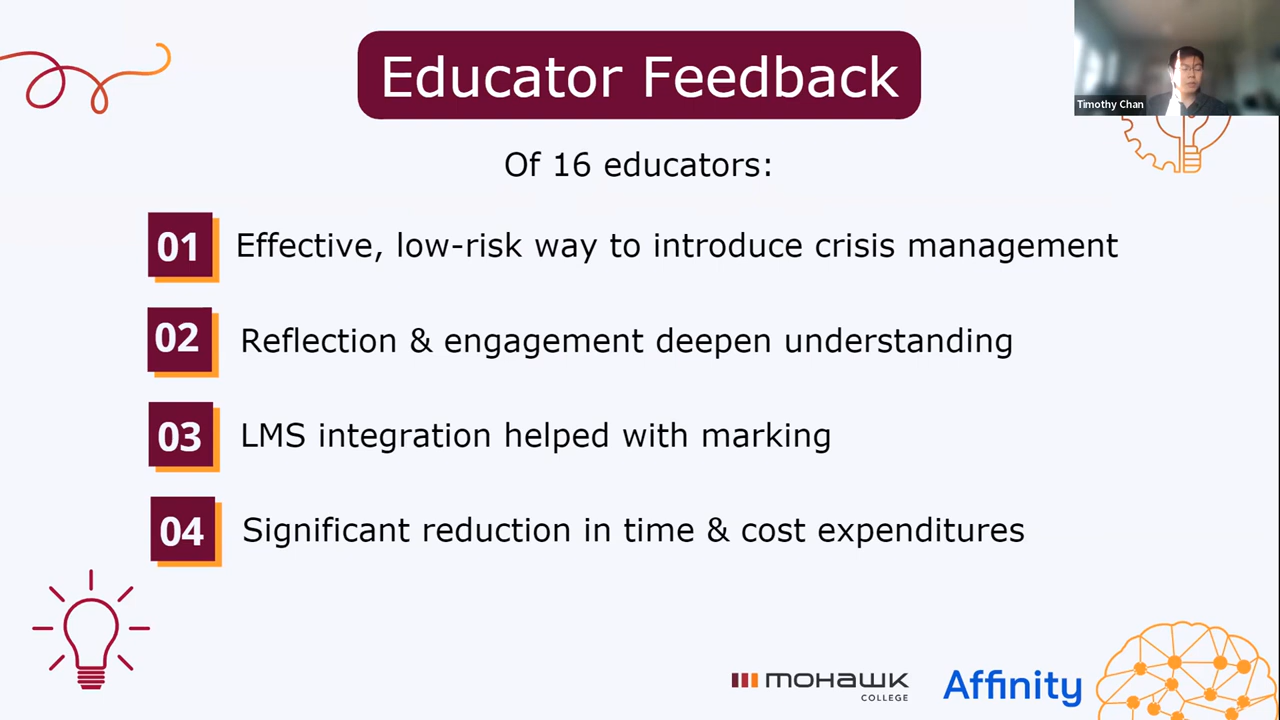 Educator Feedback
Timothy Chan
Of 16 educators:
01 Effective, low-risk way to introduce crisis management
02 Reflection & engagement deepen understanding
03 LMS integration helped with marking
04 Significant reduction in time & cost expenditures
mohawk
COLLEGE
Affinity